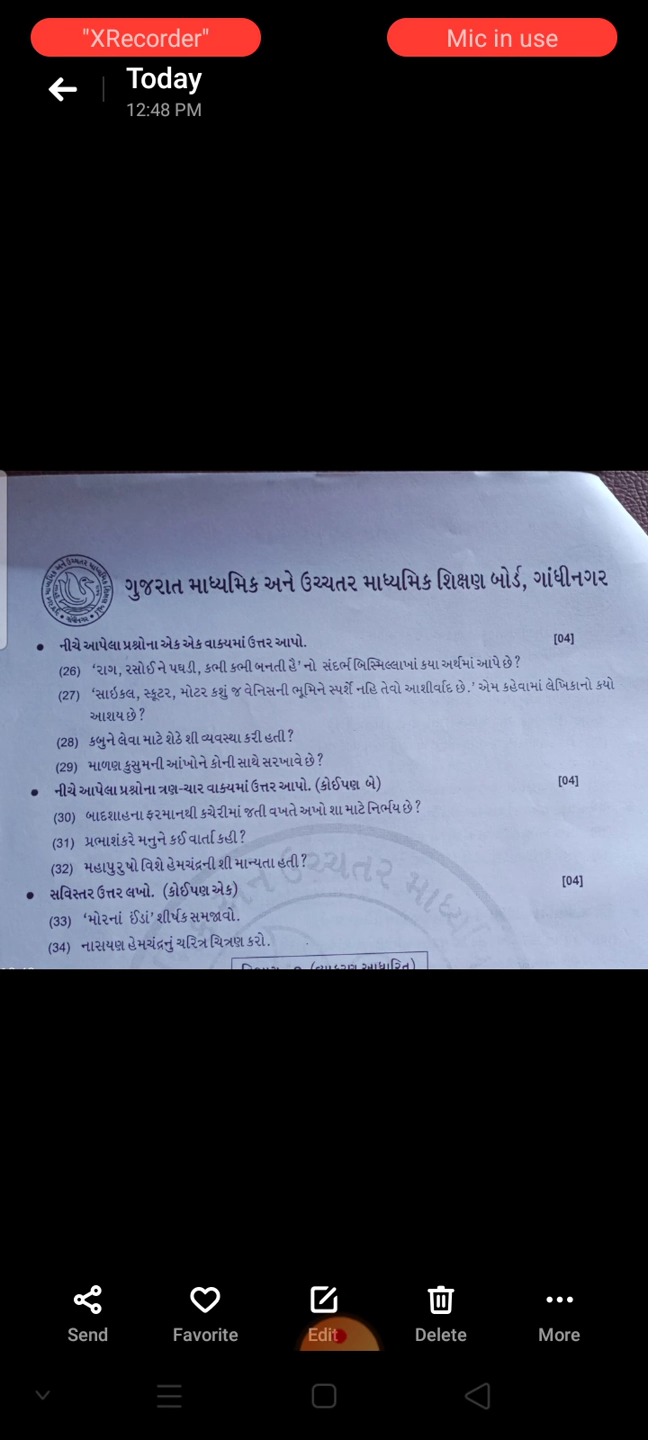 "XRecorder"
Mic in use
Today
12:48 PM
ગુજરાત માધ્યમિક અને ઉચ્ચતર માધ્યમિક શિક્ષણ બોર્ડ, ગાંધીનગર
• નીચે આપેલા પ્રશ્નોના એક એક વાક્યમાં ઉત્તર આપો. [04]
(26) ‘રાગ, રસોઈ ને પઘડી, કભી કભી બનતી હૈ’ નો સંદર્ભ બિસ્મિલ્લાખાં કયા અર્થમાં આપે છે?
(27) ‘સાઇકલ, સ્કૂટર, મોટર કશું જ વેનિસની ભૂમિને સ્પર્શે નહિ તેવો આશીર્વાદ છે.’ એમ કહેવામાં લેખિકાનો કયો
આશય છે?
(28) કબુને લેવા માટે શેઠે શી વ્યવસ્થા કરી હતી?
(29) માળણ કુસુમની આંખોને કોની સાથે સરખાવે છે?
• નીચે આપેલા પ્રશ્નોના ત્રણ-ચાર વાક્યમાં ઉત્તર આપો. (કોઈપણ બે) [04]
(30) બાદશાહના ફરમાનથી કચેરીમાં જતી વખતે અખો શા માટે નિર્ભય છે?
(31) પ્રભાશંકરે મનુને કઈ વાર્તા કહી?
(32) મહાપુરુષો વિશે હેમચંદ્રની શી માન્યતા હતી?
• સવિસ્તર ઉત્તર લખો. (કોઈપણ એક) [04]
(33) ‘મોરનાં ઈંડાં’ શીર્ષક સમજાવો.
(34) નારાયણ હેમચંદ્રનું ચરિત્ર ચિત્રણ કરો.
(વ્યાકરણ આધારિત)
Send
Favorite
Edit
Delete
More